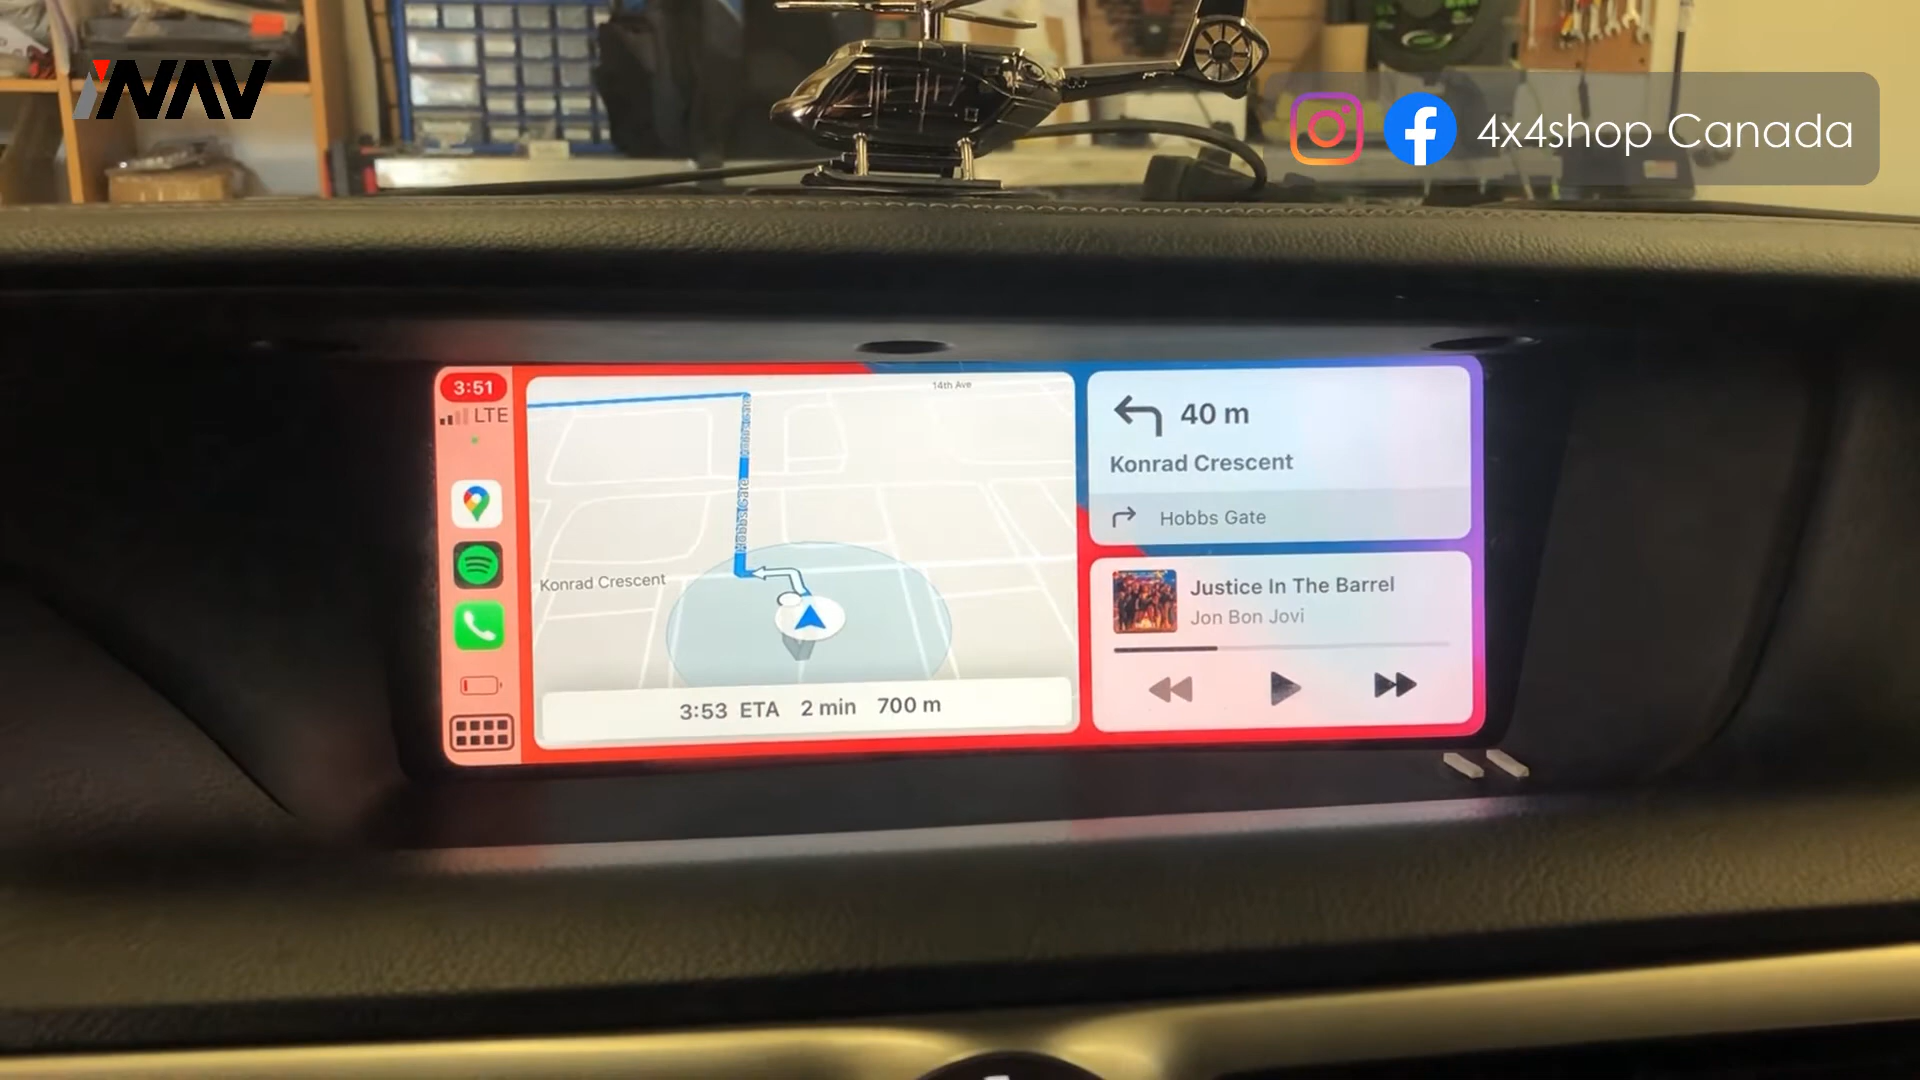 iNAV
4x4shop Canada
3:51
LTE
14th Ave
Hobbs Gate
Konrad Crescent
3:53 ETA 2 min 700 m
40 m
Konrad Crescent
Hobbs Gate
Justice In The Barrel
Jon Bon Jovi